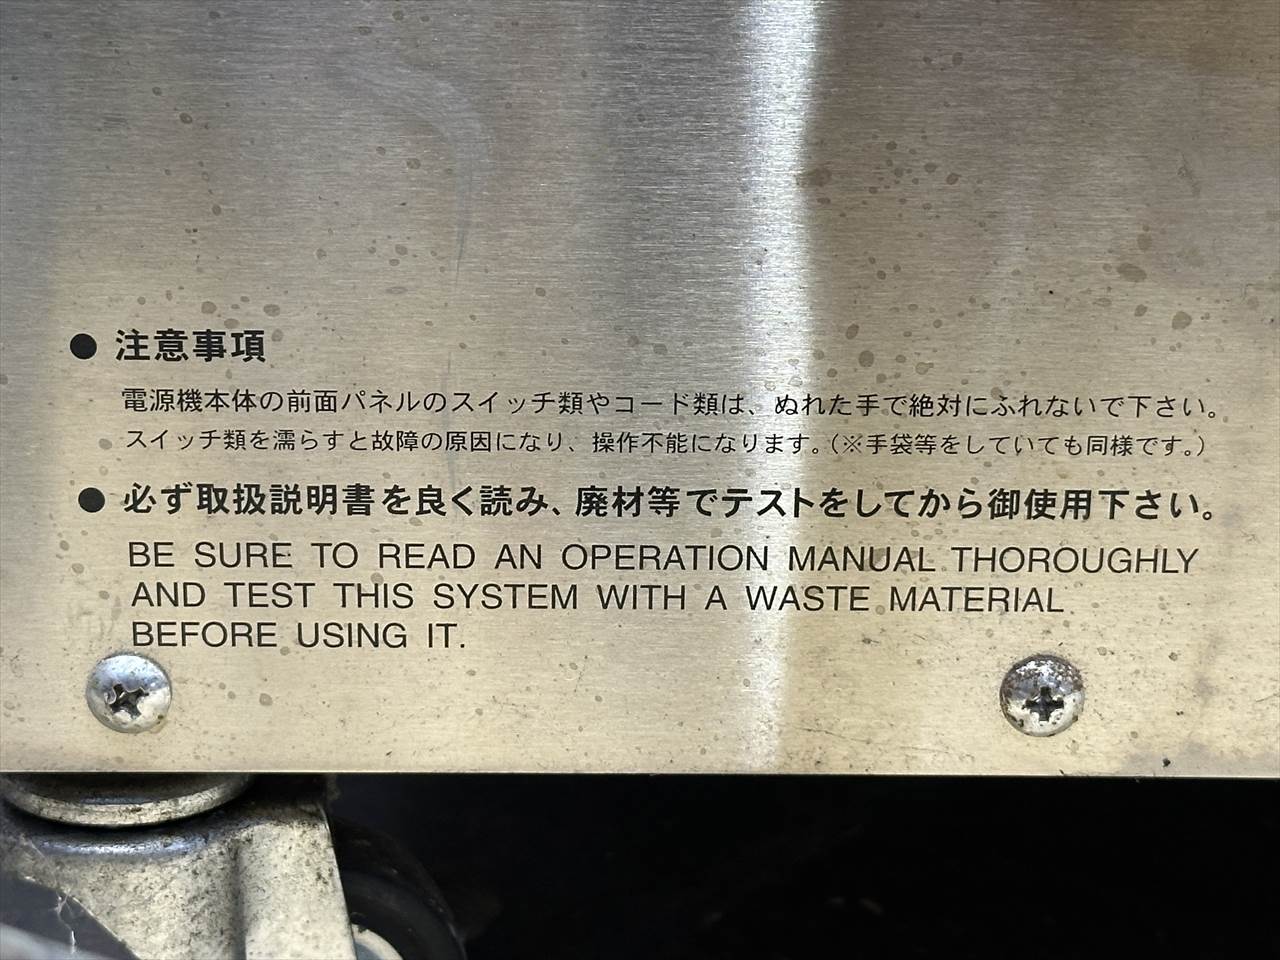 ● 注意事項
電源機本体の前面パネルのスイッチ類やコード類は、ぬれた手で絶対にふれないで下さい。
スイッチ類を濡らすと故障の原因になり、操作不能になります。(※手袋等をしていても同様です。)
● 必ず取扱説明書を良く読み、廃材等でテストをしてから御使用下さい。
BE SURE TO READ AN OPERATION MANUAL THOROUGHLY
AND TEST THIS SYSTEM WITH A WASTE MATERIAL
BEFORE USING IT.